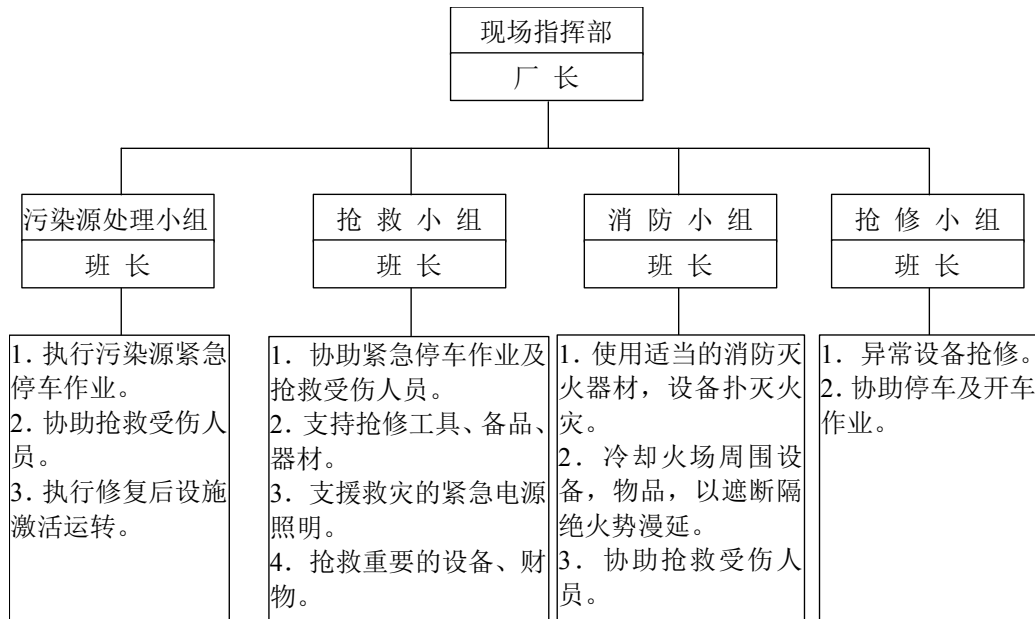 现场指挥部
厂 长
污染源处理小组
班 长
抢 救 小 组
班 长
消 防 小 组
班 长
抢 修 小 组
班 长
1. 执行污染源紧急
停车作业。
2. 协助抢救受伤人
员。
3. 执行修复后设施
激活运转。
1. 协助紧急停车作业及
抢救受伤人员。
2. 支持抢修工具、备品、
器材。
3. 支援救灾的紧急电源
照明。
4. 抢救重要的设备、财
物。
1. 使用适当的消防灭
火器材，设备扑灭火
灾。
2. 冷却火场周围设
备，物品，以遮断隔
绝火势漫延。
3. 协助抢救受伤人
员。
1. 异常设备抢修。
2. 协助停车及开车
作业。